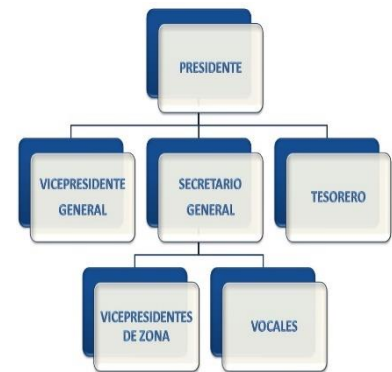 PRESIDENTE
VICEPRESIDENTE
GENERAL
SECRETARIO
GENERAL
TESORERO
VICEPRESIDENTES
DE ZONA
VOCALES